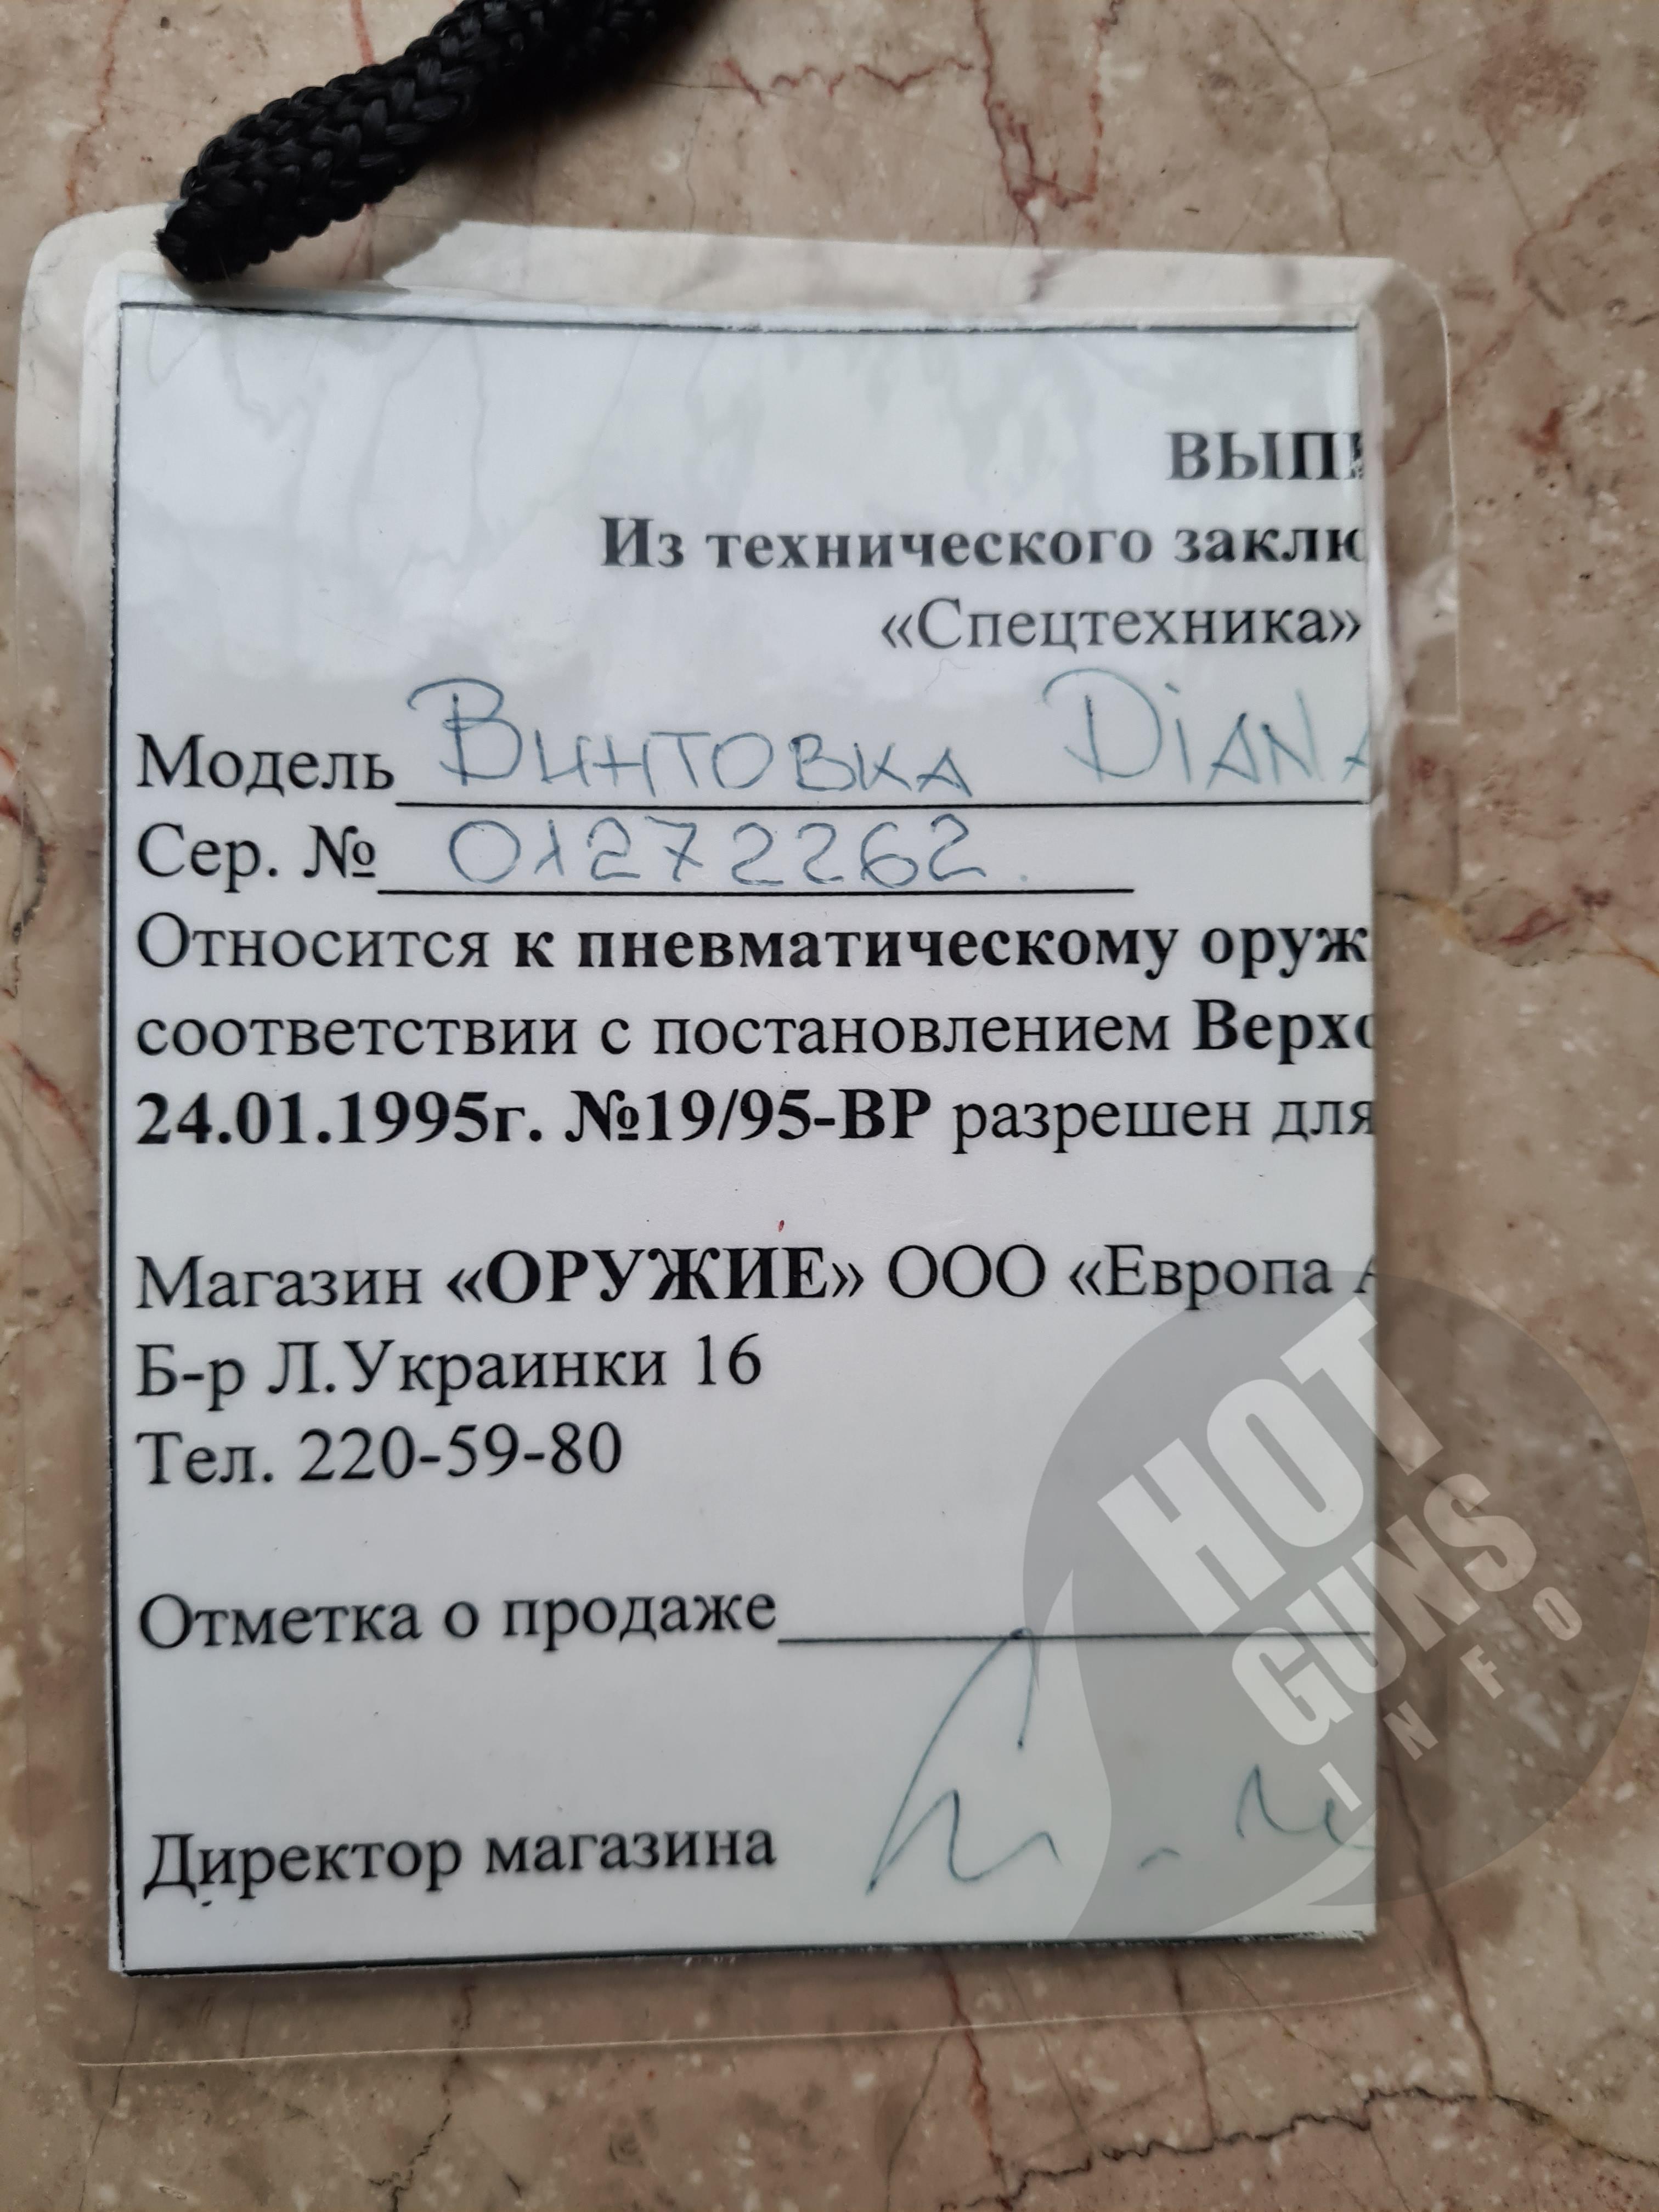 ВЫПИ
Из технического заклю
«Спецтехника»
Модель Винтовка DIANA
Сер. № 01272262
Относится к пневматическому оруж
соответствии с постановлением Верхо
24.01.1995г. №19/95-ВР разрешен для
Магазин «ОРУЖИЕ» ООО «Европа А
Б-р Л.Украинки 16
Тел. 220-59-80
Отметка о продаже
Директор магазина
HOT
GUNS
INFO